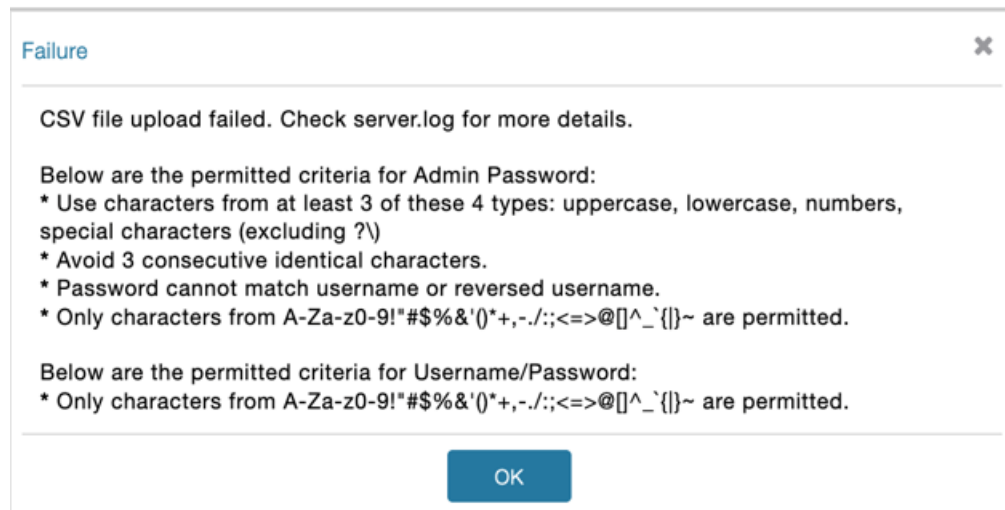 Failure
CSV file upload failed. Check server.log for more details.
Below are the permitted criteria for Admin Password:
* Use characters from at least 3 of these 4 types: uppercase, lowercase, numbers,
special characters (excluding ?\)
* Avoid 3 consecutive identical characters.
* Password cannot match username or reversed username.
* Only characters from A-Za-z0-9!"#$%&'()*+,-./:;<=>@[]^_`{|}~ are permitted.
Below are the permitted criteria for Username/Password:
* Only characters from A-Za-z0-9!"#$%&'()*+,-./:;<=>@[]^_`{|}~ are permitted.
OK